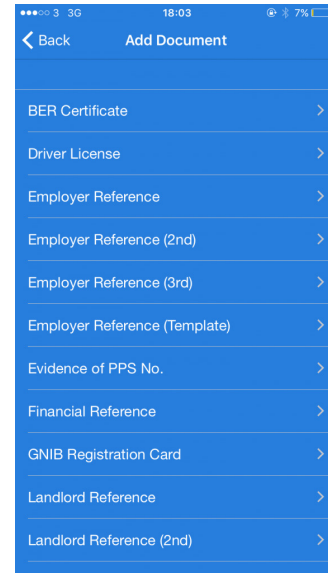 ●●●○○ 3 3G 18:03 7%
Back Add Document
BER Certificate
Driver License
Employer Reference
Employer Reference (2nd)
Employer Reference (3rd)
Employer Reference (Template)
Evidence of PPS No.
Financial Reference
GNIB Registration Card
Landlord Reference
Landlord Reference (2nd)